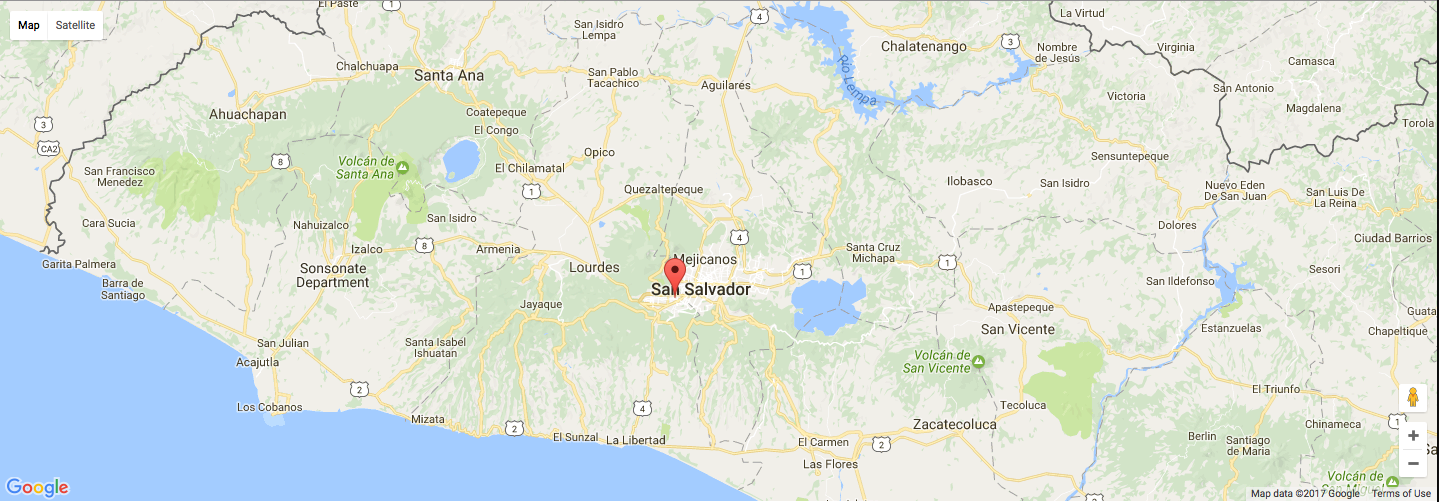 El Paste
La Virtud
Map
Satellite
San Isidro
Lempa
4
Chalatenango
3
Nombre
de Jesús
Virginia
Camasca
Chalchuapa
Santa Ana
San Pablo
Tacachico
Aguilares
Río Lempa
Victoria
San Antonio
Magdalena
Torola
Ahuachapan
Coatepeque
El Congo
3
CA2
8
Volcán de
Santa Ana
El Chilamatal
Opico
Sensuntepeque
San Francisco
Menedez
1
Quezaltepeque
Ilobasco
San Isidro
Nuevo Eden
De San Juan
San Luis De
La Reina
Cara Sucia
Nahuizalco
San Isidro
Dolores
4
Ciudad Barrios
Izalco
8
Armenia
Santa Cruz
Michapa
Garita Palmera
Sonsonate
Department
Lourdes
Mejicanos
1
1
Sesori
Barra de
Santiago
San Salvador
San Ildefonso
Jayaque
Apastepeque
Guata
San Vicente
Estanzuelas
Chapeltique
San Julian
Santa Isabel
Ishuatan
Acajutla
Volcán de
San Vicente
2
El Triunfo
Los Cobanos
4
Tecoluca
Mizata
2
Zacatecoluca
Chinameca
1
El Sunzal
La Libertad
El Carmen
2
Berlin
Santiago
de Maria
Las Flores
Volcán de
San Miguel
Google
2
Map data ©2017 Google
Terms of Use